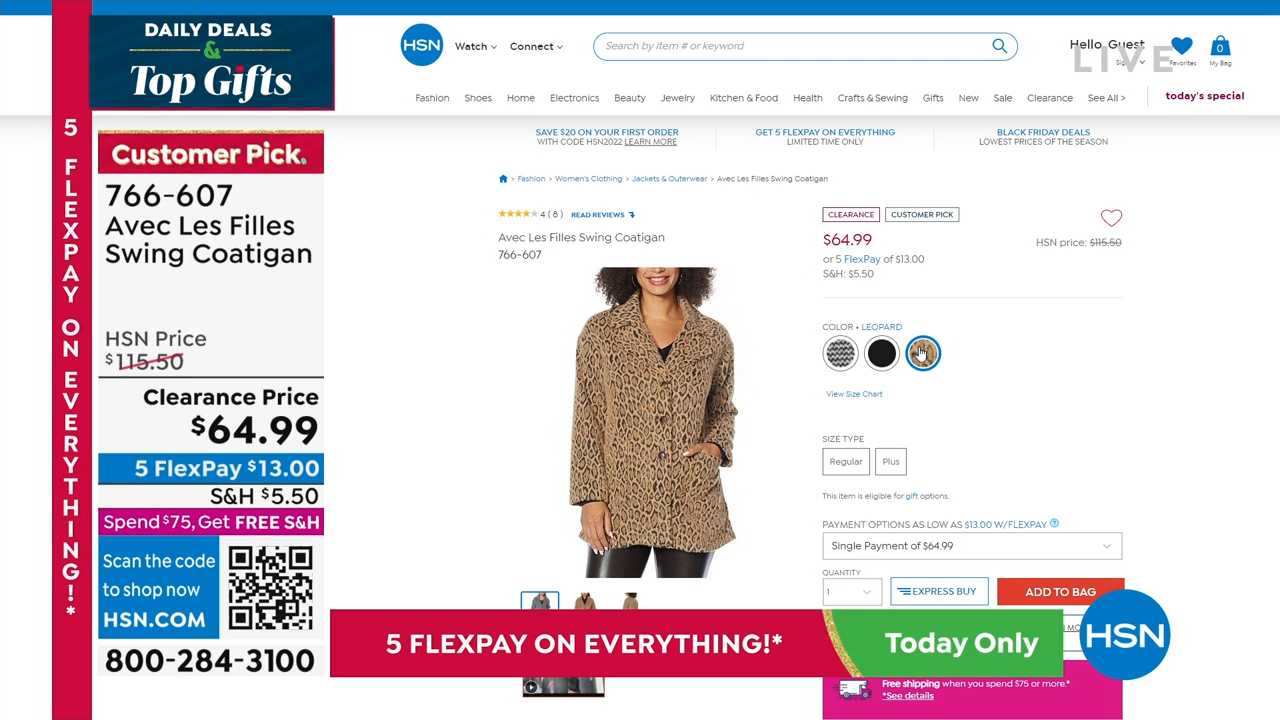 DAILY DEALS
&
Top Gifts
5 FLEXPAY ON EVERYTHING!*
Customer Pick.
766-607
Avec Les Filles
Swing Coatigan
HSN Price
$115.50
Clearance Price
$64.99
5 FlexPay $13.00
S&H $5.50
Spend $75, Get FREE S&H
Scan the code
to shop now
HSN.COM
800-284-3100
HSN
Watch
Connect
Search by item # or keyword
Hello, Guest
LIVE
Favorites
0
My Bag
Fashion Shoes Home Electronics Beauty Jewelry Kitchen & Food Health Crafts & Sewing Gifts New Sale Clearance See All >
today's special
SAVE $20 ON YOUR FIRST ORDER
WITH CODE HSN2022 LEARN MORE
GET 5 FLEXPAY ON EVERYTHING
LIMITED TIME ONLY
BLACK FRIDAY DEALS
LOWEST PRICES OF THE SEASON
> Fashion > Women's Clothing > Jackets & Outerwear > Avec Les Filles Swing Coatigan
4 ( 8 ) READ REVIEWS
Avec Les Filles Swing Coatigan
766-607
CLEARANCE
CUSTOMER PICK
$64.99
HSN price: $115.50
or 5 FlexPay of $13.00
S&H: $5.50
COLOR • LEOPARD
View Size Chart
SIZE TYPE
Regular
Plus
This item is eligible for gift options.
PAYMENT OPTIONS AS LOW AS $13.00 W/FLEXPAY ?
Single Payment of $64.99
QUANTITY
1
EXPRESS BUY
ADD TO BAG
5 FLEXPAY ON EVERYTHING!*
Today Only
HSN
Free shipping when you spend $75 or more.*
*See details